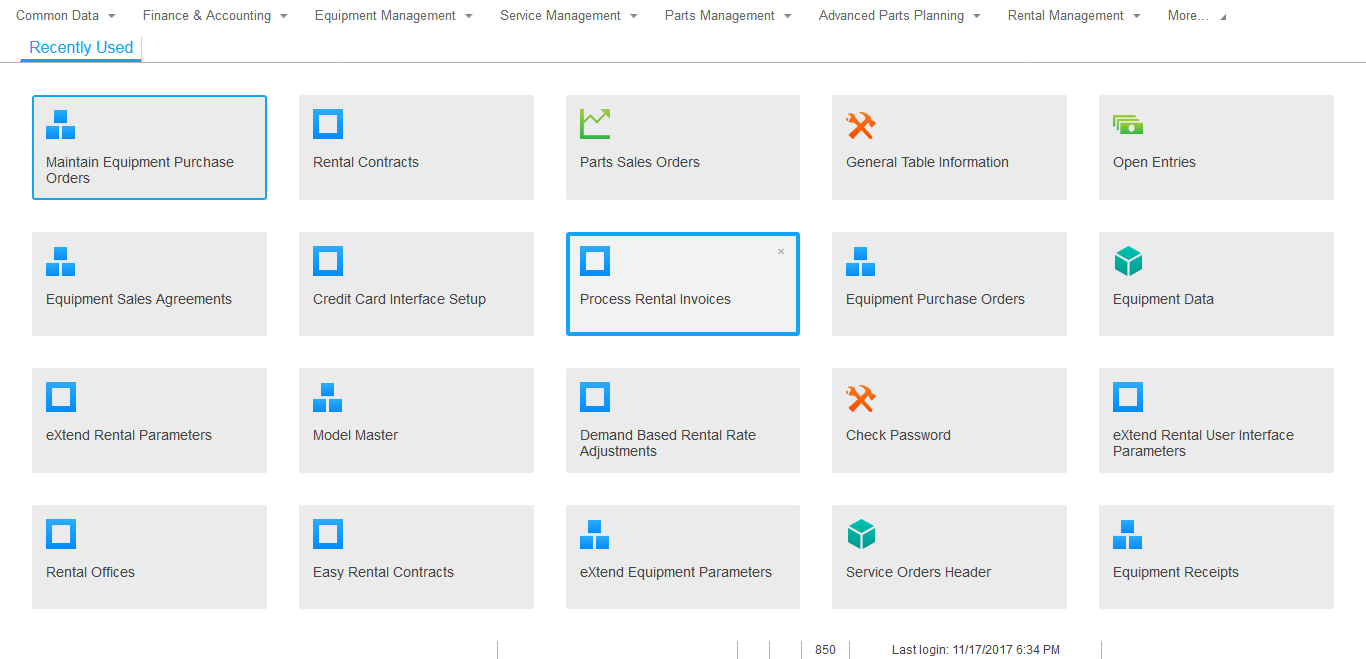 Common Data Finance & Accounting Equipment Management Service Management Parts Management Advanced Parts Planning Rental Management More...
Recently Used
Maintain Equipment Purchase
Orders
Rental Contracts
Parts Sales Orders
General Table Information
Open Entries
Equipment Sales Agreements
Credit Card Interface Setup
×
Process Rental Invoices
Equipment Purchase Orders
Equipment Data
eXtend Rental Parameters
Model Master
Demand Based Rental Rate
Adjustments
Check Password
eXtend Rental User Interface
Parameters
Rental Offices
Easy Rental Contracts
eXtend Equipment Parameters
Service Orders Header
Equipment Receipts
850 Last login: 11/17/2017 6:34 PM